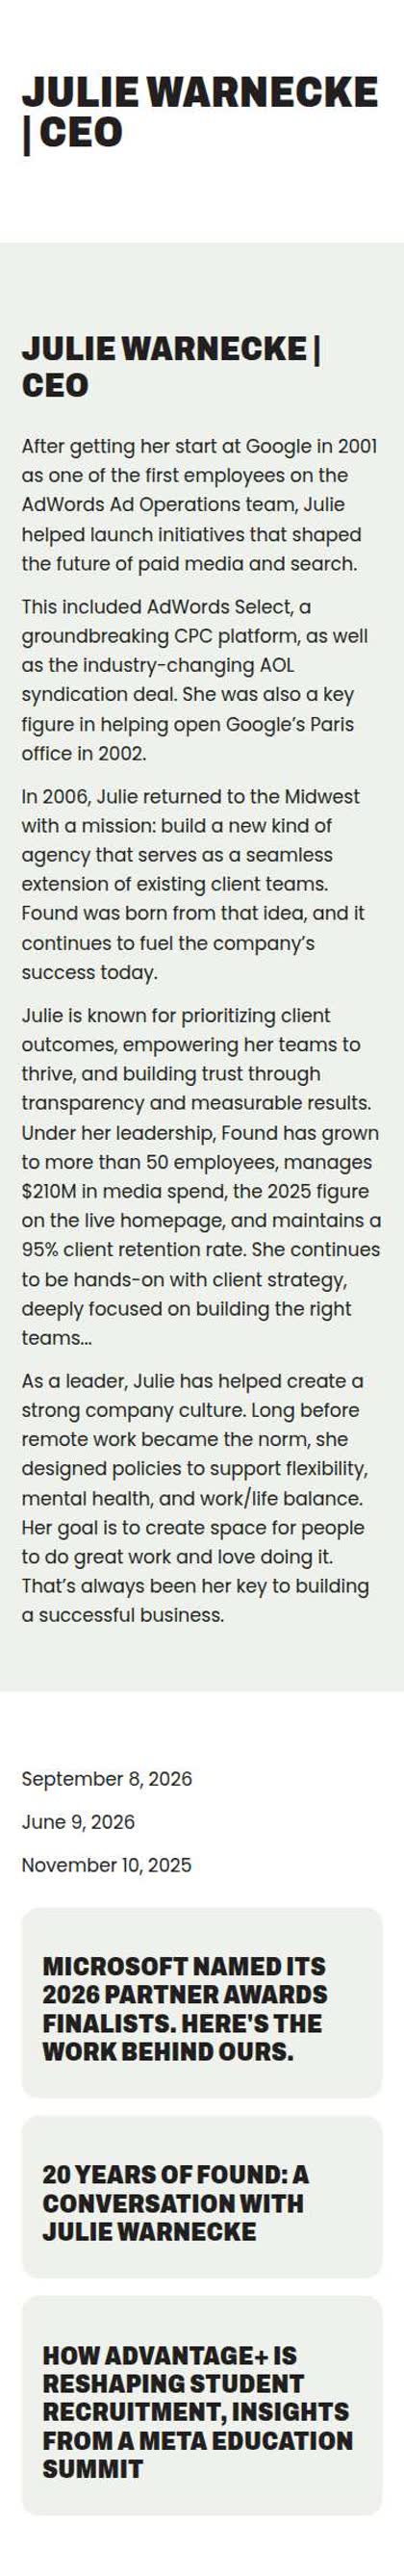 JULIE WARNECKE
| CEO
JULIE WARNECKE |
CEO
After getting her start at Google in 2001
as one of the first employees on the
AdWords Ad Operations team, Julie
helped launch initiatives that shaped
the future of paid media and search.
This included AdWords Select, a
groundbreaking CPC platform, as well
as the industry-changing AOL
syndication deal. She was also a key
figure in helping open Google’s Paris
office in 2002.
In 2006, Julie returned to the Midwest
with a mission: build a new kind of
agency that serves as a seamless
extension of existing client teams.
Found was born from that idea, and it
continues to fuel the company’s
success today.
Julie is known for prioritizing client
outcomes, empowering her teams to
thrive, and building trust through
transparency and measurable results.
Under her leadership, Found has grown
to more than 50 employees, manages
$210M in media spend, the 2025 figure
on the live homepage, and maintains a
95% client retention rate. She continues
to be hands-on with client strategy,
deeply focused on building the right
teams...
As a leader, Julie has helped create a
strong company culture. Long before
remote work became the norm, she
designed policies to support flexibility,
mental health, and work/life balance.
Her goal is to create space for people
to do great work and love doing it.
That’s always been her key to building
a successful business.
September 8, 2026
June 9, 2026
November 10, 2025
MICROSOFT NAMED ITS
2026 PARTNER AWARDS
FINALISTS. HERE'S THE
WORK BEHIND OURS.
20 YEARS OF FOUND: A
CONVERSATION WITH
JULIE WARNECKE
HOW ADVANTAGE+ IS
RESHAPING STUDENT
RECRUITMENT, INSIGHTS
FROM A META EDUCATION
SUMMIT